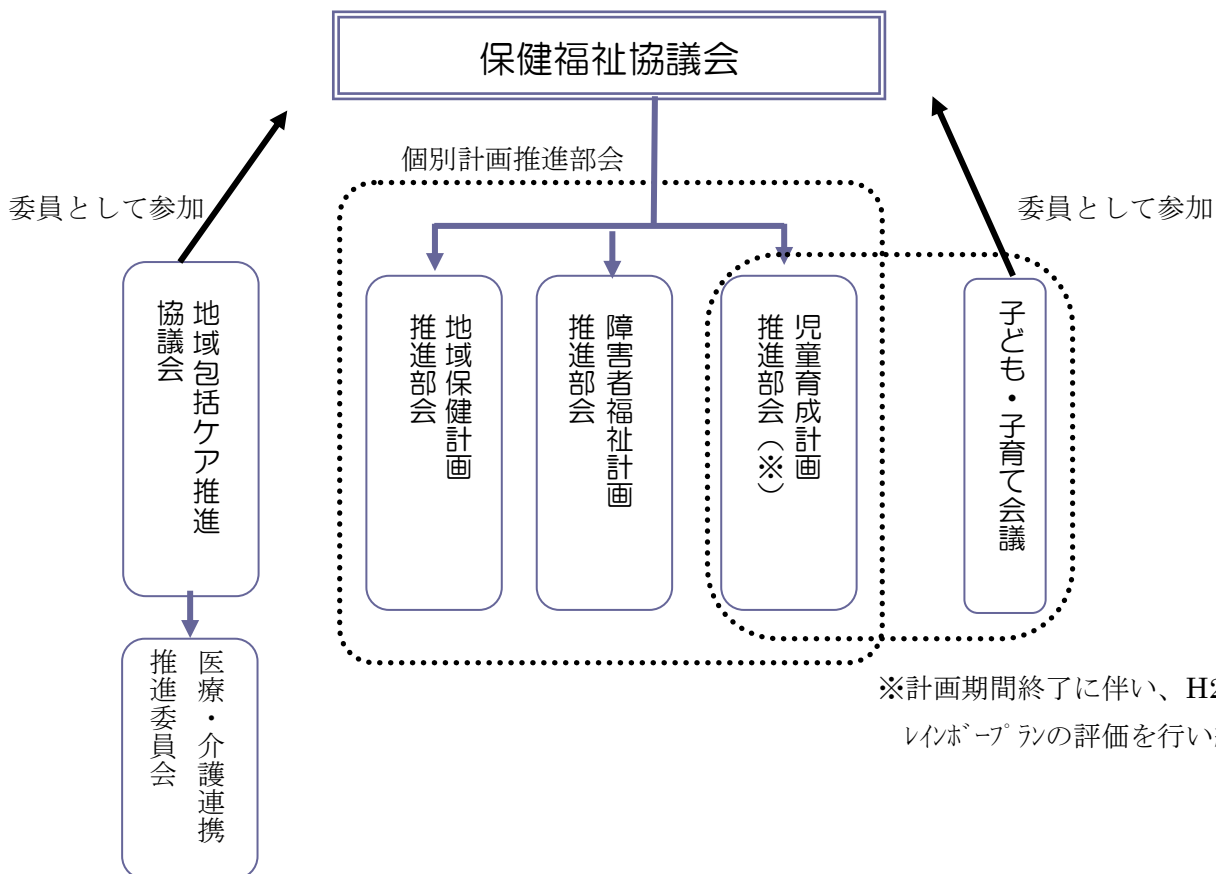 保健福祉協議会
個別計画推進部会
委員として参加
委員として参加
地域包括ケア推進
協議会
地域保健計画
推進部会
障害者福祉計画
推進部会
児童育成計画
推進部会(※)
子ども・子育て会議
医療・介護連携
推進委員会
※計画期間終了に伴い、H2
ﾚｲﾝﾎﾞｰﾌﾟﾗﾝの評価を行い